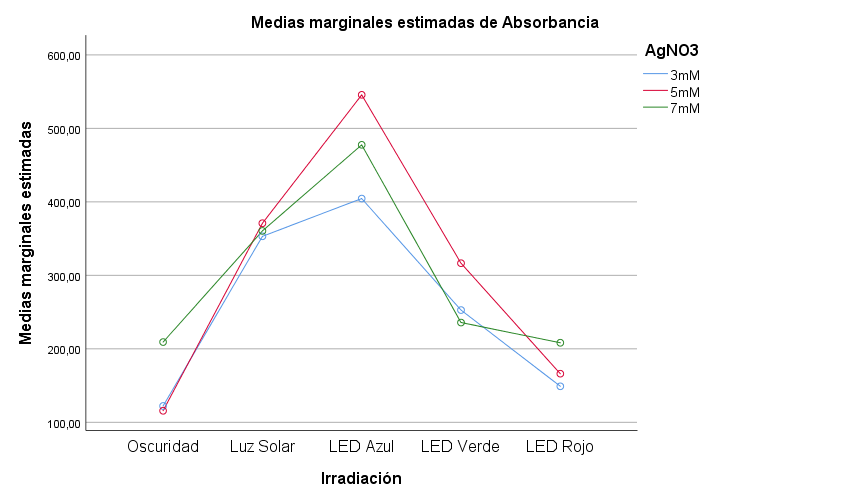 Medias marginales estimadas de Absorbancia
AgNO3
3mM
5mM
7mM
Medias marginales estimadas
600,00
500,00
400,00
300,00
200,00
100,00
Oscuridad
Luz Solar
LED Azul
LED Verde
LED Rojo
Irradiación